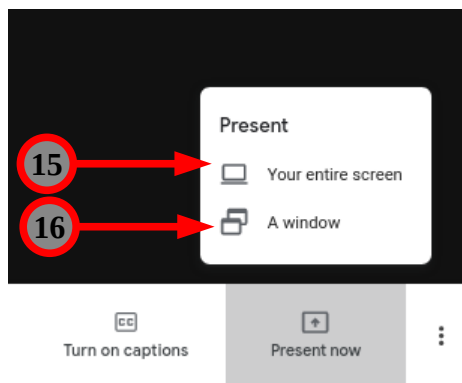 Present
15
Your entire screen
16
A window
CC
Turn on captions
Present now